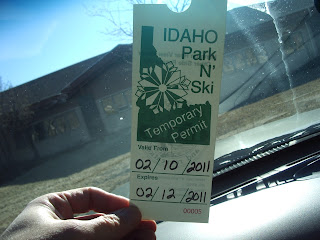 IDAHO
Park
N'
Ski
Temporary
Permit
Valid From
02/10/2011
Expires
02/12/2011